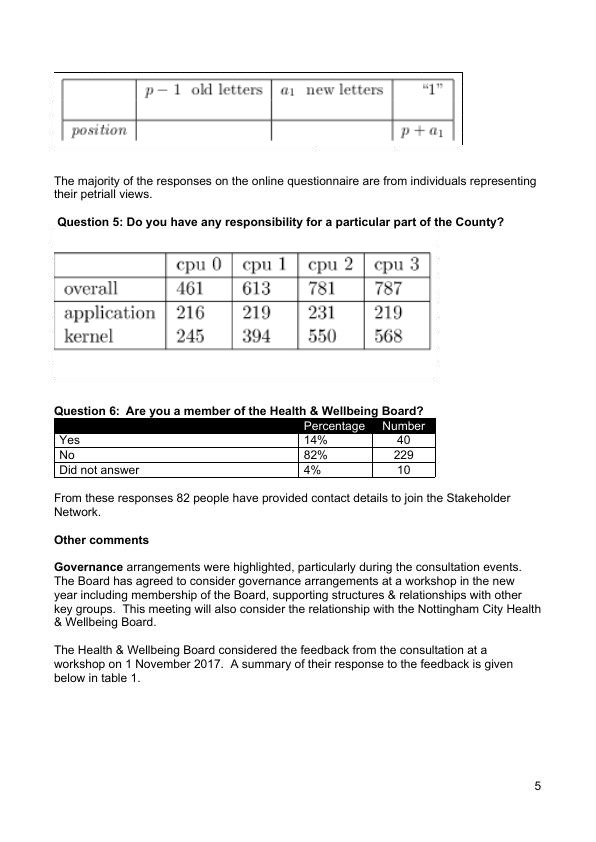 p − 1 old letters a₁ new letters “1”
position p + a₁
The majority of the responses on the online questionnaire are from individuals representing
their petriall views.
Question 5: Do you have any responsibility for a particular part of the County?
cpu 0 cpu 1 cpu 2 cpu 3
overall 461 613 781 787
application 216 219 231 219
kernel 245 394 550 568
Question 6: Are you a member of the Health & Wellbeing Board?
Percentage Number
Yes 14% 40
No 82% 229
Did not answer 4% 10
From these responses 82 people have provided contact details to join the Stakeholder
Network.
Other comments
Governance arrangements were highlighted, particularly during the consultation events.
The Board has agreed to consider governance arrangements at a workshop in the new
year including membership of the Board, supporting structures & relationships with other
key groups. This meeting will also consider the relationship with the Nottingham City Health
& Wellbeing Board.
The Health & Wellbeing Board considered the feedback from the consultation at a
workshop on 1 November 2017. A summary of their response to the feedback is given
below in table 1.
5